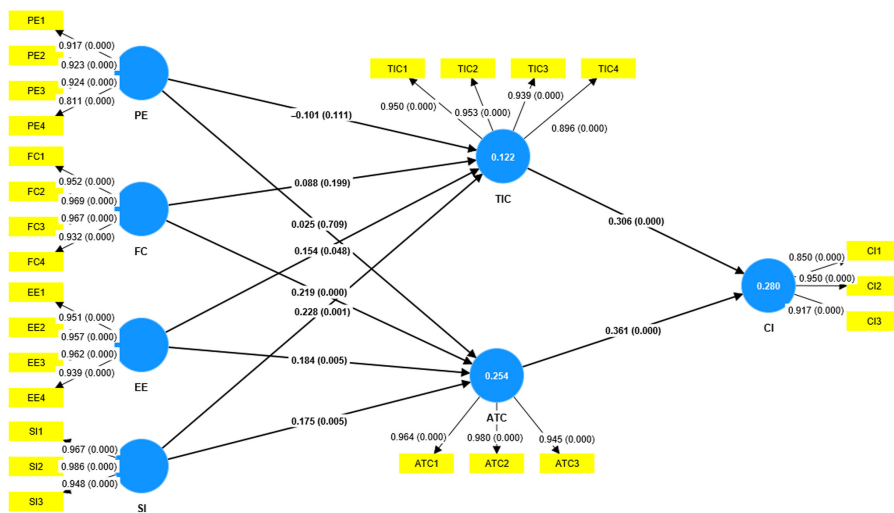 PE1
PE2
PE3
PE4
0.917 (0.000)
0.923 (0.000)
0.924 (0.000)
0.811 (0.000)
PE
FC1
FC2
FC3
FC4
0.952 (0.000)
0.969 (0.000)
0.967 (0.000)
0.932 (0.000)
FC
EE1
EE2
EE3
EE4
0.951 (0.000)
0.957 (0.000)
0.962 (0.000)
0.939 (0.000)
EE
SI1
SI2
SI3
0.967 (0.000)
0.986 (0.000)
0.948 (0.000)
SI
−0.101 (0.111)
0.088 (0.199)
0.025 (0.709)
0.154 (0.048)
0.219 (0.000)
0.228 (0.001)
0.184 (0.005)
0.175 (0.005)
TIC1
TIC2
TIC3
TIC4
0.950 (0.000)
0.953 (0.000)
0.939 (0.000)
0.896 (0.000)
0.122
TIC
0.254
ATC
0.964 (0.000)
0.980 (0.000)
0.945 (0.000)
ATC1
ATC2
ATC3
0.306 (0.000)
0.361 (0.000)
0.280
CI
0.850 (0.000)
0.950 (0.000)
0.917 (0.000)
CI1
CI2
CI3